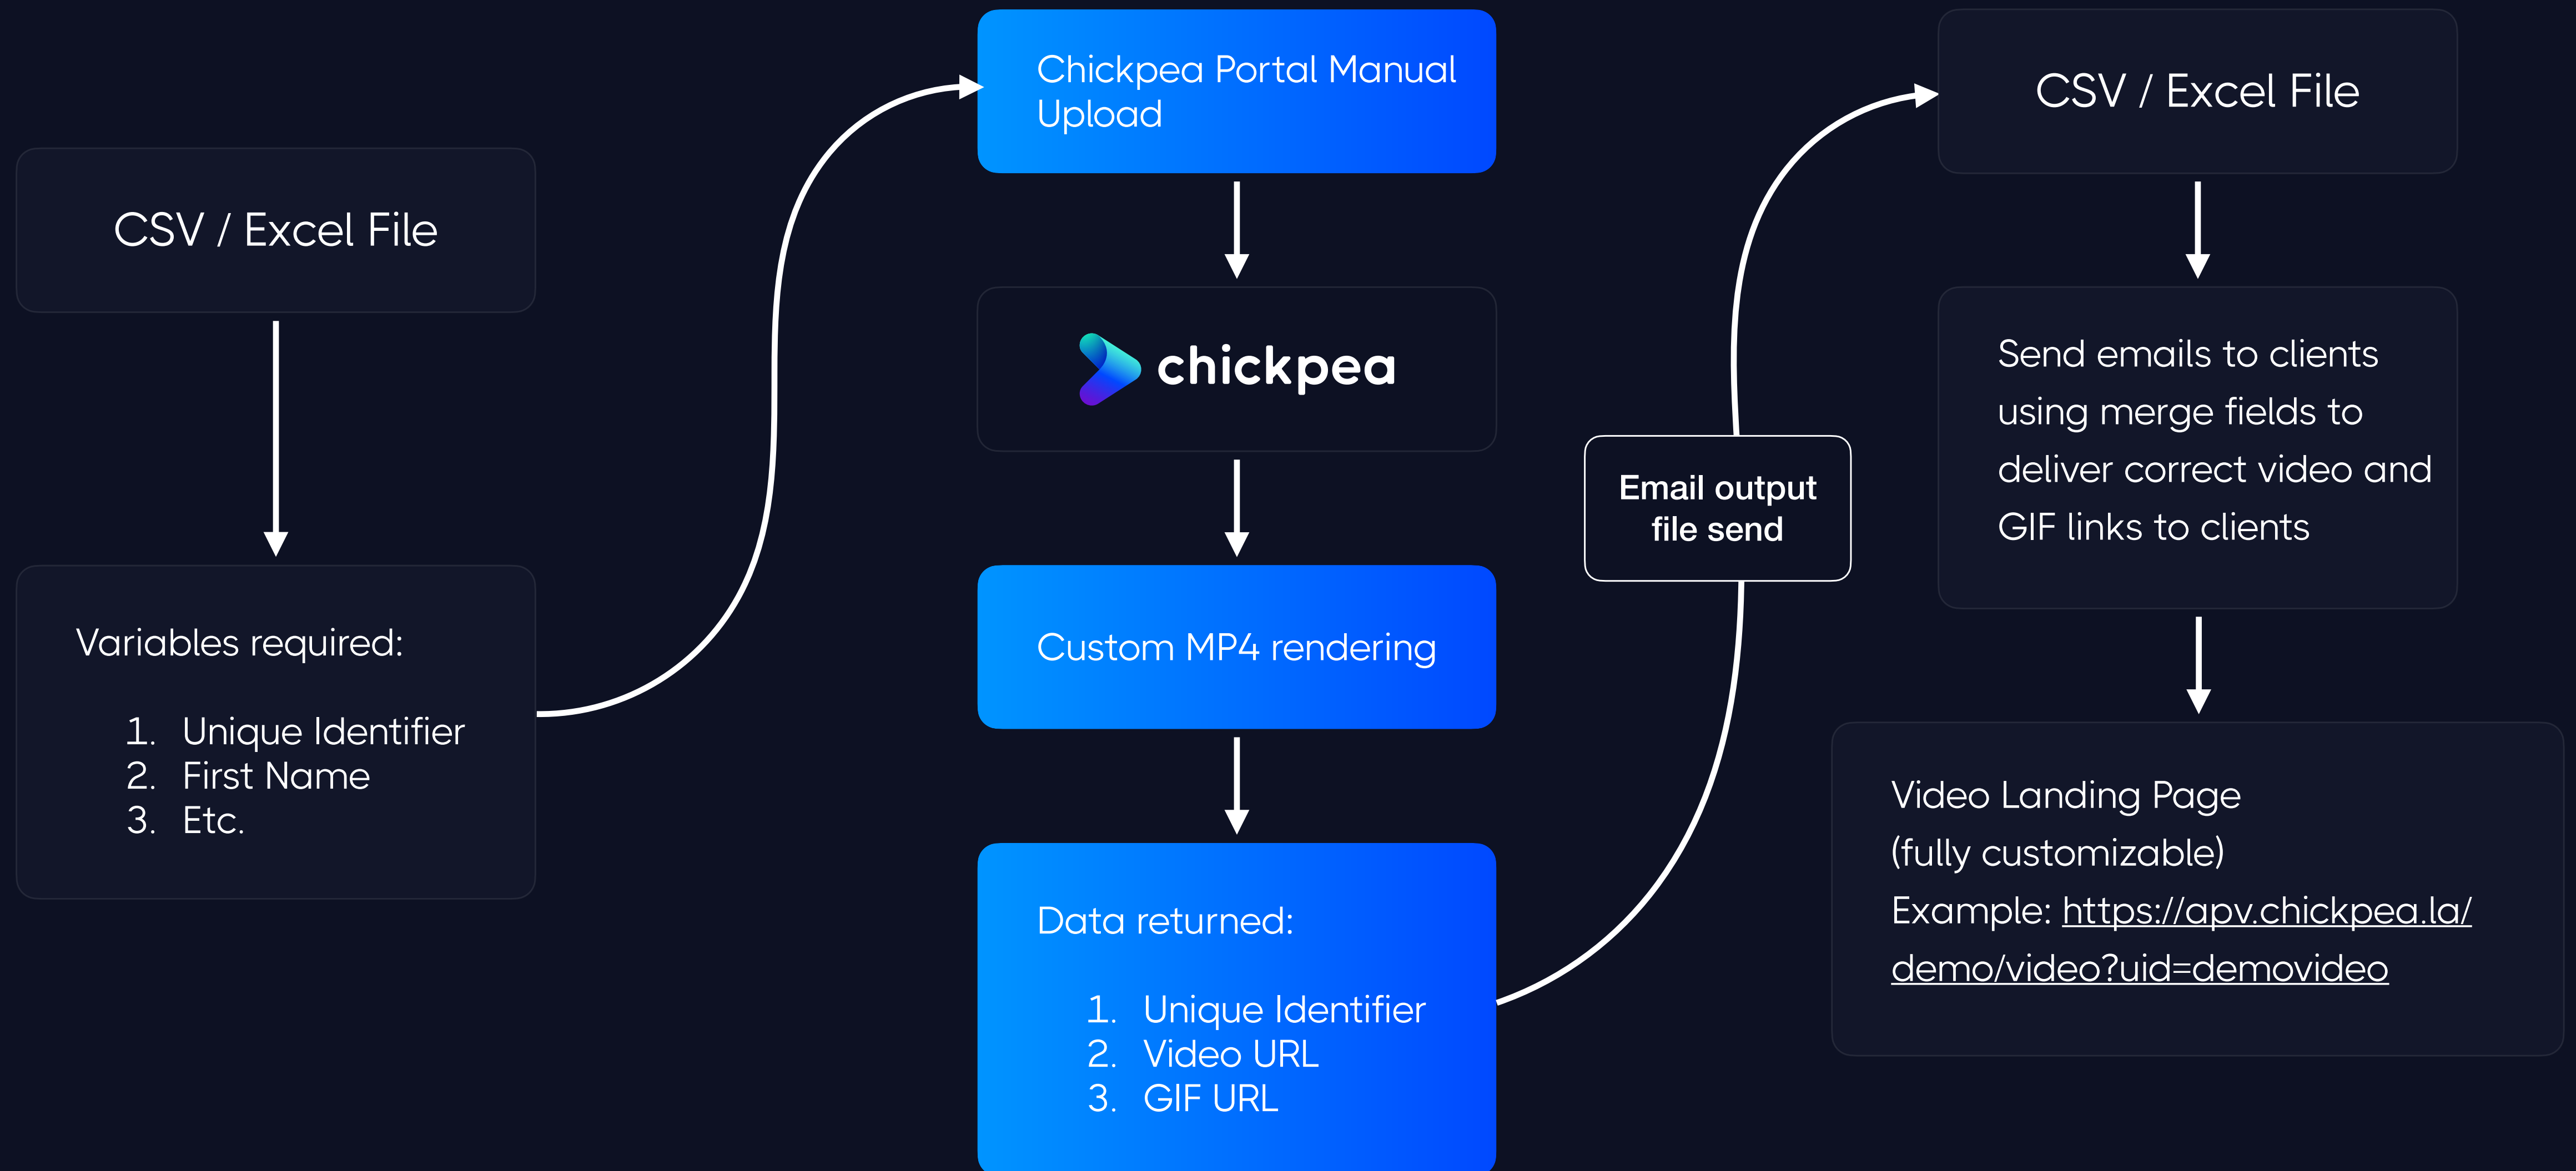 CSV / Excel File
Variables required:
1. Unique Identifier
2. First Name
3. Etc.
Chickpea Portal Manual
Upload
chickpea
Custom MP4 rendering
Data returned:
1. Unique Identifier
2. Video URL
3. GIF URL
Email output
file send
CSV / Excel File
Send emails to clients
using merge fields to
deliver correct video and
GIF links to clients
Video Landing Page
(fully customizable)
Example: https://apv.chickpea.la/
demo/video?uid=demovideo